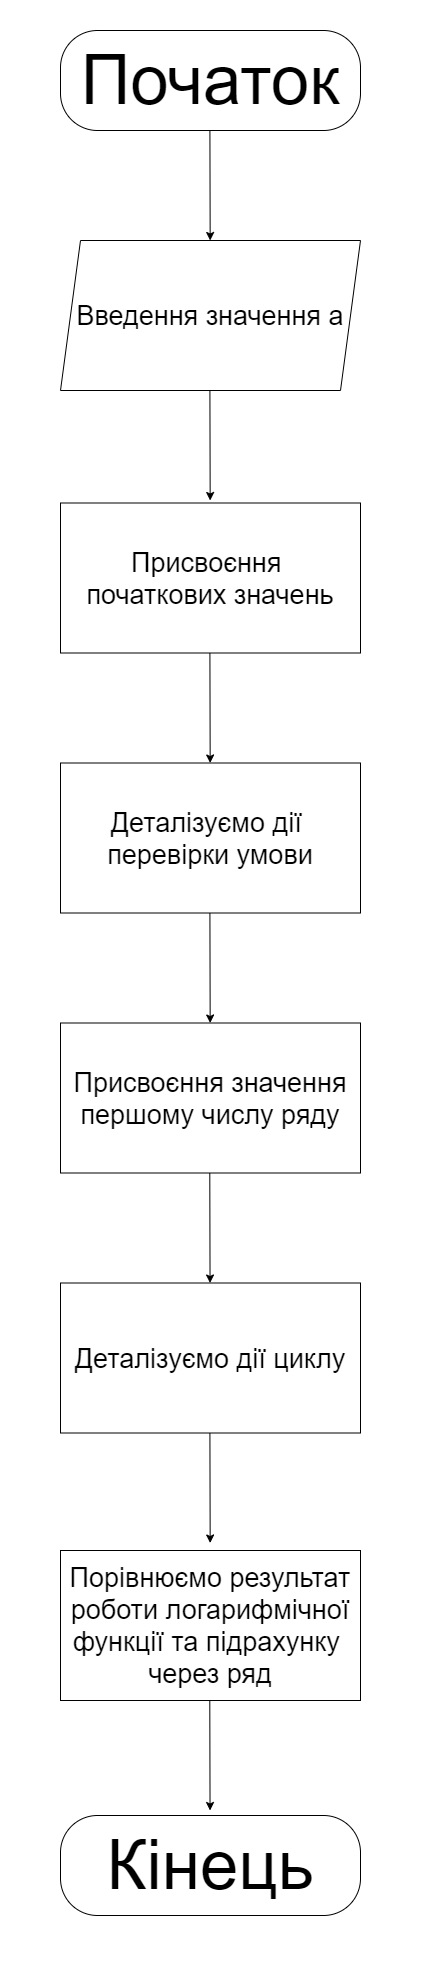 Початок
Введення значення а
Присвоєння
початкових значень
Деталізуємо дії
перевірки умови
Присвоєння значення
першому числу ряду
Деталізуємо дії циклу
Порівнюємо результат
роботи логарифмічної
функції та підрахунку
через ряд
Кінець